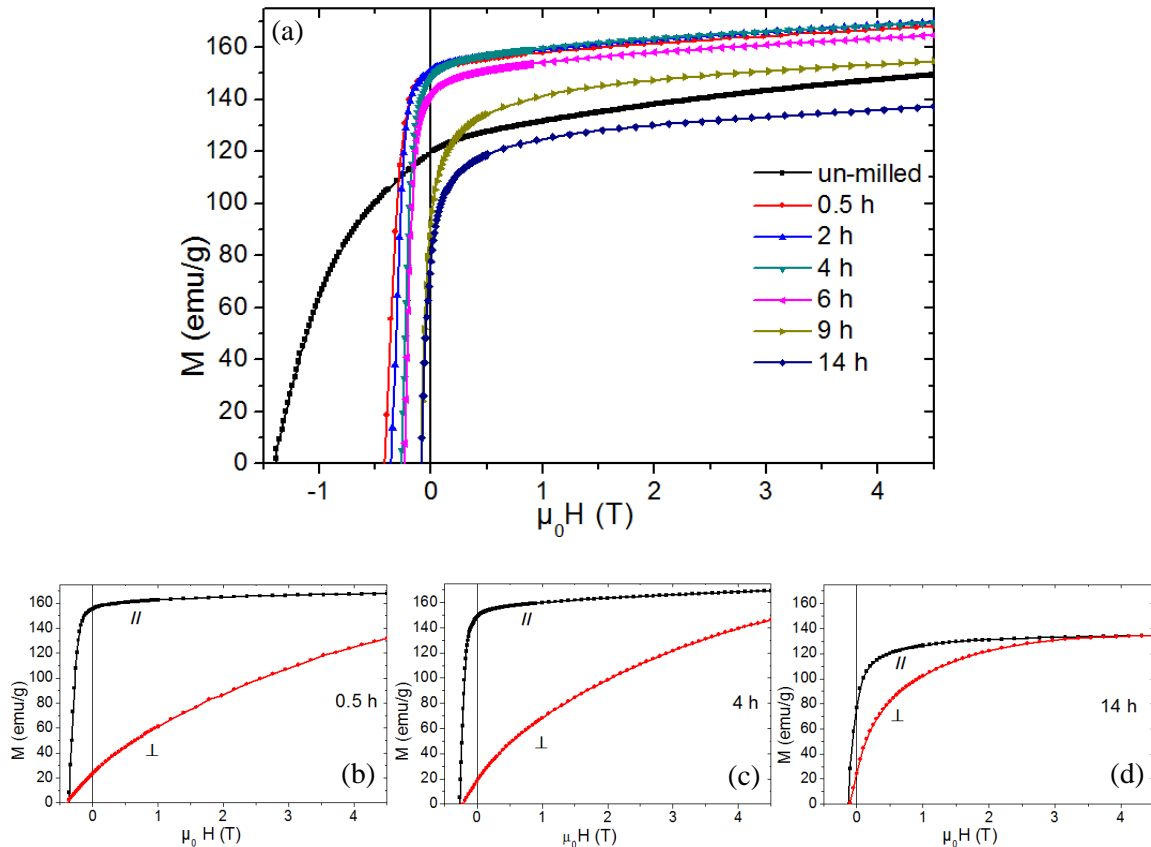 (a)
M (emu/g)
160
140
120
100
80
60
40
20
0
un-milled
0.5 h
2 h
4 h
6 h
9 h
14 h
-1 0 1 2 3 4
μ₀H (T)
M (emu/g)
160
140
120
100
80
60
40
20
0
//
0.5 h
⊥
(b)
0 1 2 3 4
μ₀ H (T)
M (emu/g)
160
140
120
100
80
60
40
20
0
//
4 h
⊥
(c)
0 1 2 3 4
μ₀H (T)
M (emu/g)
160
140
120
100
80
60
40
20
0
//
14 h
⊥
(d)
0 1 2 3 4
μ₀ H (T)